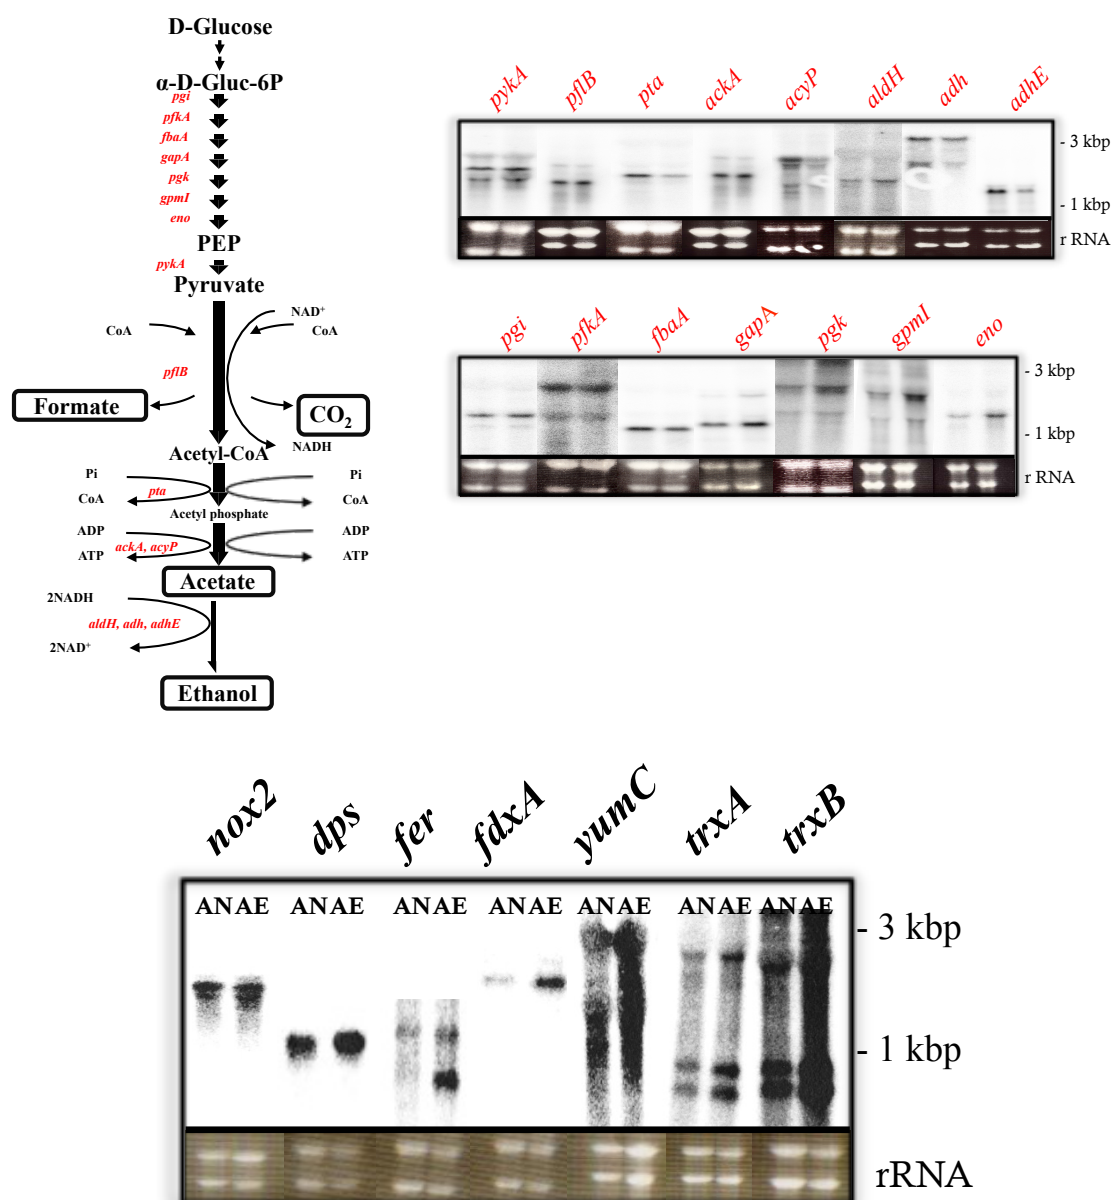 D-Glucose
α-D-Gluc-6P
pgi
pfkA
fbaA
gapA
pgk
gpmI
eno
PEP
pykA
Pyruvate
NAD⁺
CoA CoA
pflB
Formate CO₂
NADH
Acetyl-CoA
Pi Pi
CoA pta CoA
Acetyl phosphate
ADP ADP
ATP ackA, acyP ATP
Acetate
2NADH
aldH, adh, adhE
2NAD⁺
Ethanol
pykA pflB pta ackA acyP aldH adh adhE
- 3 kbp
- 1 kbp
r RNA
pgi pfkA fbaA gapA pgk gpmI eno
- 3 kbp
- 1 kbp
r RNA
nox2 dps fer fdxA yumC trxA trxB
AN AE AN AE AN AE AN AE AN AE AN AE AN AE
- 3 kbp
- 1 kbp
rRNA